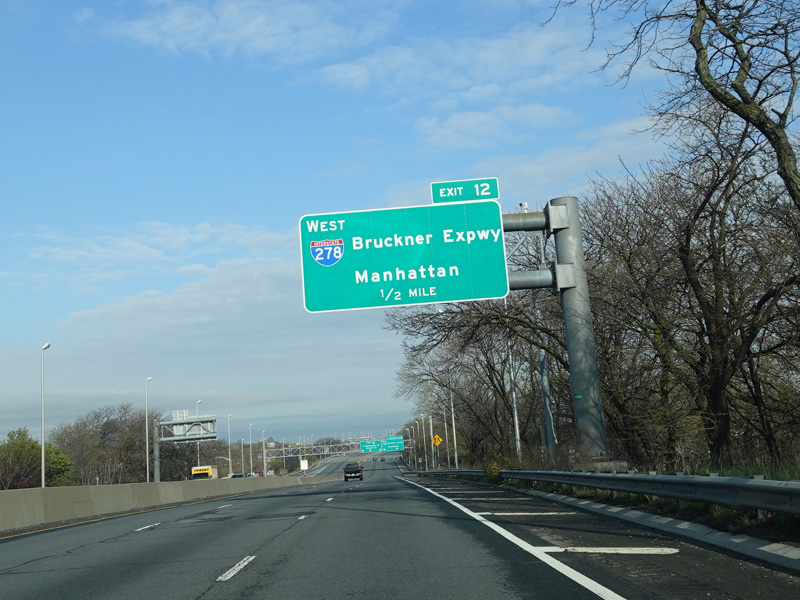 EXIT 12
WEST
INTERSTATE
278
Bruckner Expwy
Manhattan
1/2 MILE